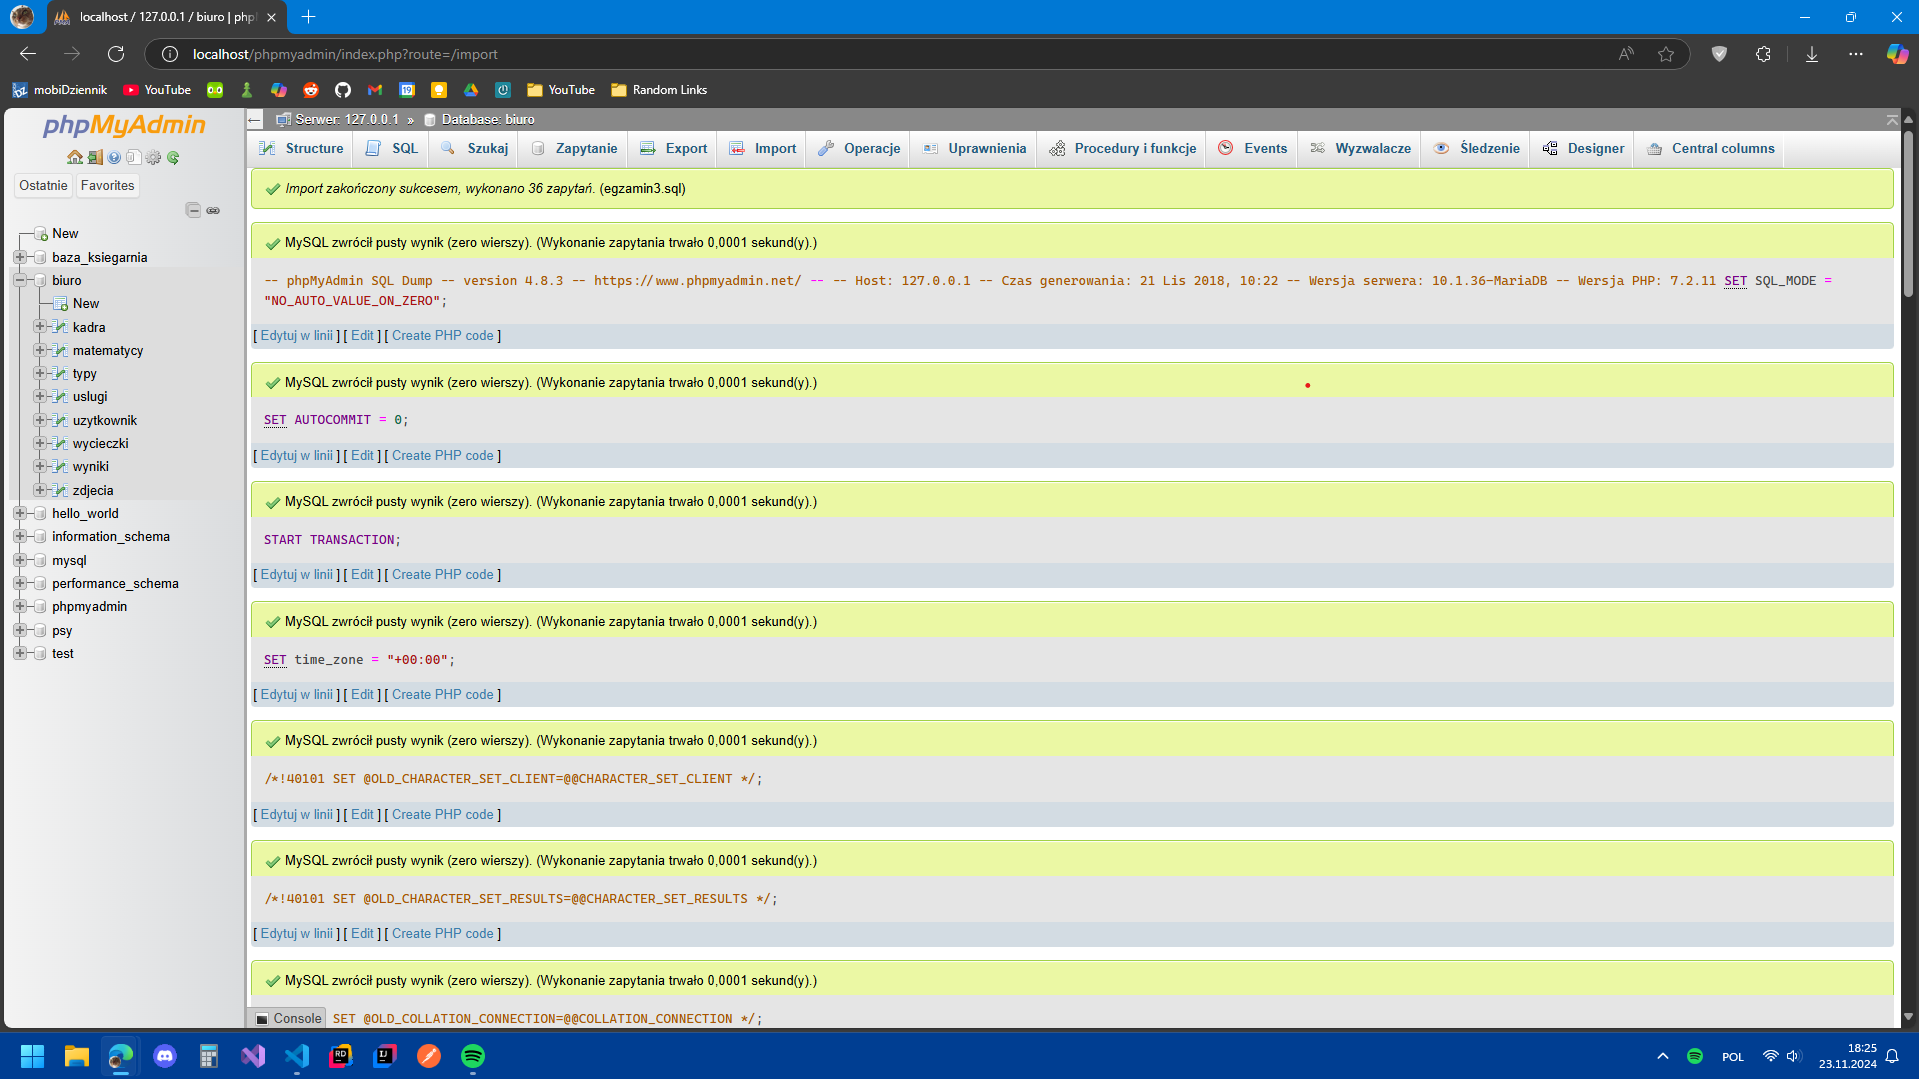 localhost / 127.0.0.1 / biuro | php
localhost/phpmyadmin/index.php?route=/import
mobiDziennik
YouTube
YouTube
Random Links
phpMyAdmin
Ostatnie
Favorites
New
baza_ksiegarnia
biuro
New
kadra
matematycy
typy
uslugi
uzytkownik
wycieczki
wyniki
zdjecia
hello_world
information_schema
mysql
performance_schema
phpmyadmin
psy
test
Serwer: 127.0.0.1 » Database: biuro
Structure
SQL
Szukaj
Zapytanie
Export
Import
Operacje
Uprawnienia
Procedury i funkcje
Events
Wyzwalacze
Śledzenie
Designer
Central columns
Import zakończony sukcesem, wykonano 36 zapytań. (egzamin3.sql)
MySQL zwrócił pusty wynik (zero wierszy). (Wykonanie zapytania trwało 0,0001 sekund(y).)
-- phpMyAdmin SQL Dump -- version 4.8.3 -- https://www.phpmyadmin.net/ -- -- Host: 127.0.0.1 -- Czas generowania: 21 Lis 2018, 10:22 -- Wersja serwera: 10.1.36-MariaDB -- Wersja PHP: 7.2.11 SET SQL_MODE =
"NO_AUTO_VALUE_ON_ZERO";
[ Edytuj w linii ] [ Edit ] [ Create PHP code ]
MySQL zwrócił pusty wynik (zero wierszy). (Wykonanie zapytania trwało 0,0001 sekund(y).)
SET AUTOCOMMIT = 0;
[ Edytuj w linii ] [ Edit ] [ Create PHP code ]
MySQL zwrócił pusty wynik (zero wierszy). (Wykonanie zapytania trwało 0,0001 sekund(y).)
START TRANSACTION;
[ Edytuj w linii ] [ Edit ] [ Create PHP code ]
MySQL zwrócił pusty wynik (zero wierszy). (Wykonanie zapytania trwało 0,0001 sekund(y).)
SET time_zone = "+00:00";
[ Edytuj w linii ] [ Edit ] [ Create PHP code ]
MySQL zwrócił pusty wynik (zero wierszy). (Wykonanie zapytania trwało 0,0001 sekund(y).)
/*!40101 SET @OLD_CHARACTER_SET_CLIENT=@@CHARACTER_SET_CLIENT */;
[ Edytuj w linii ] [ Edit ] [ Create PHP code ]
MySQL zwrócił pusty wynik (zero wierszy). (Wykonanie zapytania trwało 0,0001 sekund(y).)
/*!40101 SET @OLD_CHARACTER_SET_RESULTS=@@CHARACTER_SET_RESULTS */;
[ Edytuj w linii ] [ Edit ] [ Create PHP code ]
MySQL zwrócił pusty wynik (zero wierszy). (Wykonanie zapytania trwało 0,0001 sekund(y).)
Console
SET @OLD_COLLATION_CONNECTION=@@COLLATION_CONNECTION */;
POL
18:25
23.11.2024